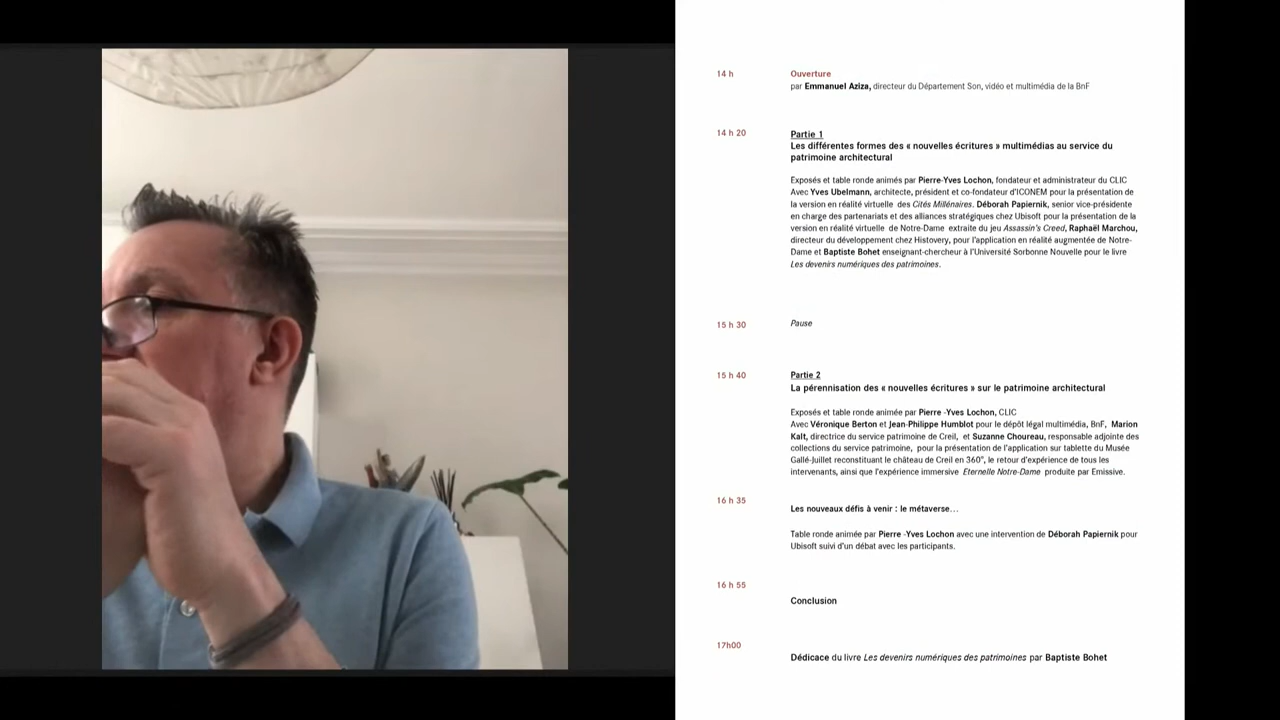 14 h
Ouverture
par Emmanuel Aziza, directeur du Département Son, vidéo et multimédia de la BnF
14 h 20
Partie 1
Les différentes formes des « nouvelles écritures » multimédias au service du
patrimoine architectural
Exposés et table ronde animés par Pierre-Yves Lochon, fondateur et administrateur du CLIC
Avec Yves Ubelmann, architecte, président et co-fondateur d'ICONEM pour la présentation de
la version en réalité virtuelle des Cités Millénaires. Déborah Papiernik, senior vice-présidente
en charge des partenariats et des alliances stratégiques chez Ubisoft pour la présentation de la
version en réalité virtuelle de Notre-Dame extraite du jeu Assassin's Creed, Raphaël Marchou,
directeur du développement chez Histovery, pour l'application en réalité augmentée de Notre-
Dame et Baptiste Bohet enseignant-chercheur à l'Université Sorbonne Nouvelle pour le livre
Les devenirs numériques des patrimoines.
15 h 30
Pause
15 h 40
Partie 2
La pérennisation des « nouvelles écritures » sur le patrimoine architectural
Exposés et table ronde animée par Pierre -Yves Lochon, CLIC
Avec Véronique Berton et Jean-Philippe Humblot pour le dépôt légal multimédia, BnF, Marion
Kalt, directrice du service patrimoine de Creil, et Suzanne Choureau, responsable adjointe des
collections du service patrimoine, pour la présentation de l'application sur tablette du Musée
Gallé-Juillet reconstituant le château de Creil en 360°, le retour d'expérience de tous les
intervenants, ainsi que l'expérience immersive Eternelle Notre-Dame produite par Emissive.
16 h 35
Les nouveaux défis à venir : le métaverse…
Table ronde animée par Pierre -Yves Lochon avec une intervention de Déborah Papiernik pour
Ubisoft suivi d'un débat avec les participants.
16 h 55
Conclusion
17h00
Dédicace du livre Les devenirs numériques des patrimoines par Baptiste Bohet